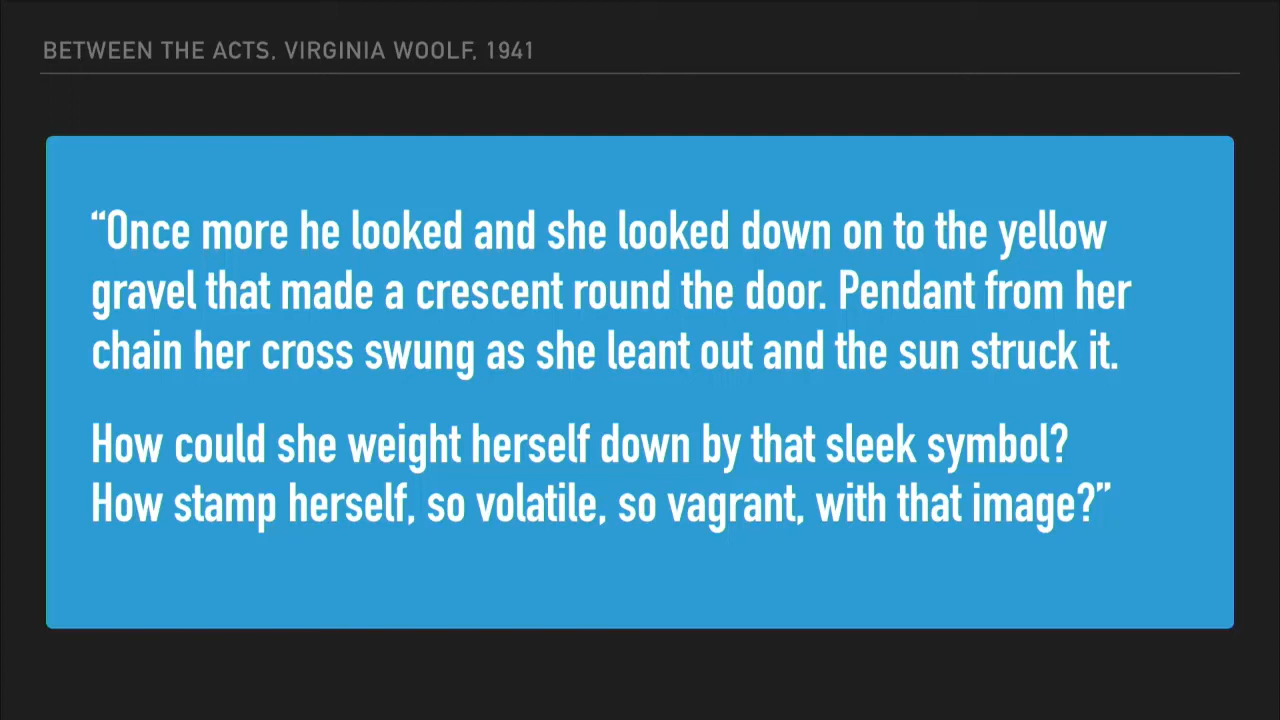 BETWEEN THE ACTS, VIRGINIA WOOLF, 1941
“Once more he looked and she looked down on to the yellow
gravel that made a crescent round the door. Pendant from her
chain her cross swung as she leant out and the sun struck it.
How could she weight herself down by that sleek symbol?
How stamp herself, so volatile, so vagrant, with that image?”